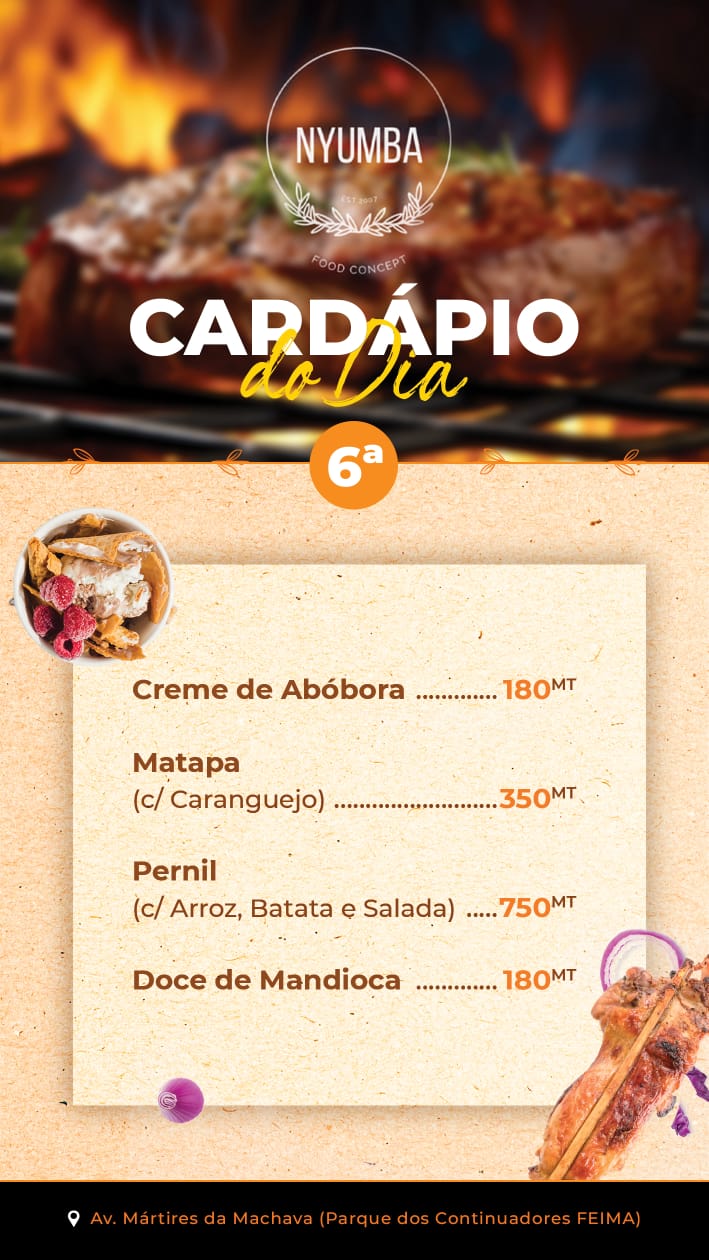 NYUMBA
EST 2007
FOOD CONCEPT
CARDÁPIO
do Dia
6ª
Creme de Abóbora ............. 180MT
Matapa
(c/ Caranguejo) ..........................350MT
Pernil
(c/ Arroz, Batata e Salada) .....750MT
Doce de Mandioca ............. 180MT
Av. Mártires da Machava (Parque dos Continuadores FEIMA)